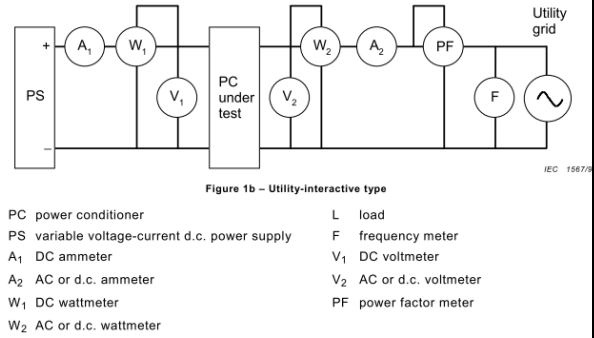 Utility
grid
+ A1 W1 W2 A2 PF
PS
PC
under
test
V1 V2 F
–
IEC 1567/9
Figure 1b – Utility-interactive type
PC power conditioner L load
PS variable voltage-current d.c. power supply F frequency meter
A1 DC ammeter V1 DC voltmeter
A2 AC or d.c. ammeter V2 AC or d.c. voltmeter
W1 DC wattmeter PF power factor meter
W2 AC or d.c. wattmeter